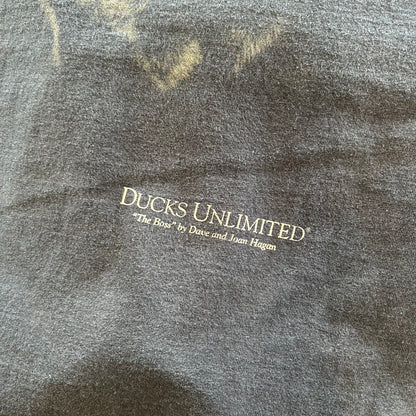 DUCKS UNLIMITED®
"The Boss" by Dave and Joan Hagan